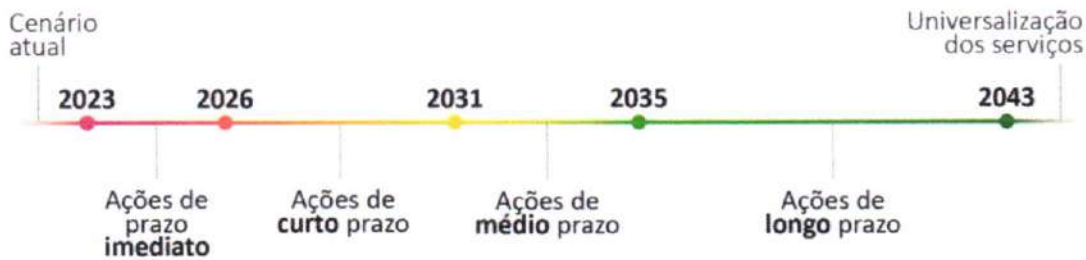 Cenário
atual
Universalização
dos serviços
2023 2026 2031 2035 2043
Ações de
prazo
imediato
Ações de
curto prazo
Ações de
médio prazo
Ações de
longo prazo